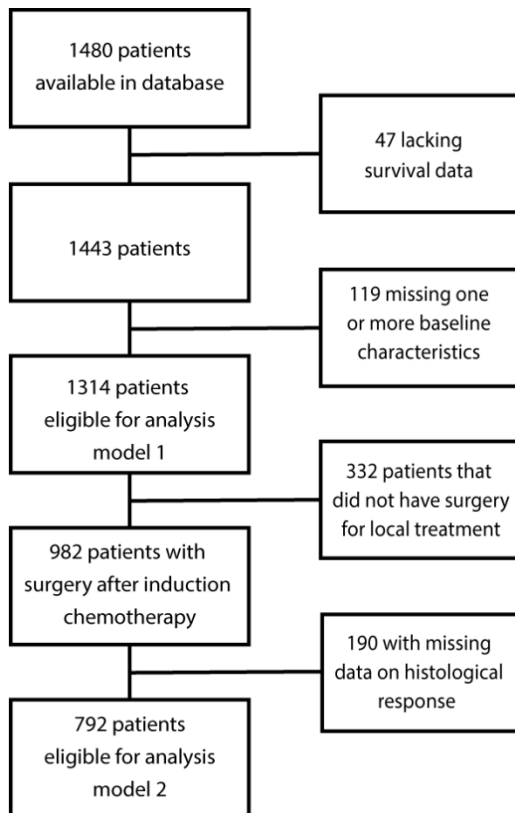 1480 patients
available in database
47 lacking
survival data
1443 patients
119 missing one
or more baseline
characteristics
1314 patients
eligible for analysis
model 1
332 patients that
did not have surgery
for local treatment
982 patients with
surgery after induction
chemotherapy
190 with missing
data on histological
response
792 patients
eligible for analysis
model 2